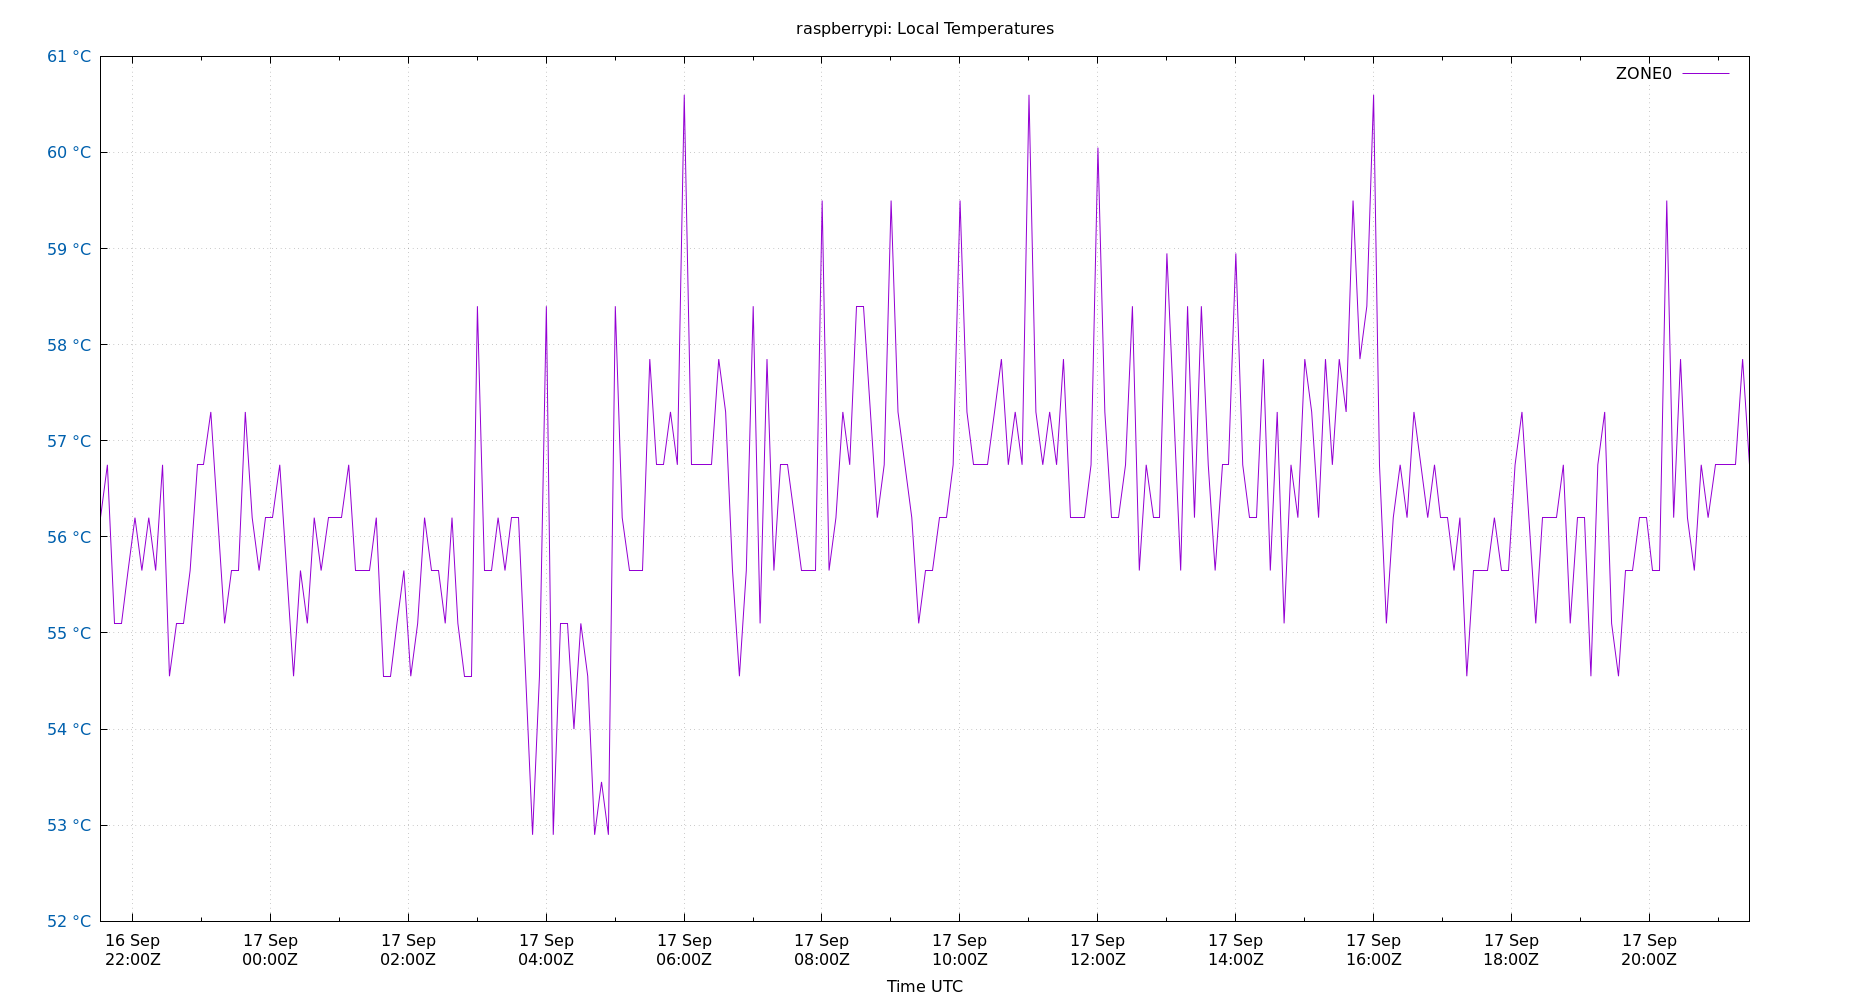 raspberrypi: Local Temperatures
61 °C
ZONE0
60 °C
59 °C
58 °C
57 °C
56 °C
55 °C
54 °C
53 °C
52 °C
16 Sep 17 Sep 17 Sep 17 Sep 17 Sep 17 Sep 17 Sep 17 Sep 17 Sep 17 Sep 17 Sep 17 Sep
22:00Z 00:00Z 02:00Z 04:00Z 06:00Z 08:00Z 10:00Z 12:00Z 14:00Z 16:00Z 18:00Z 20:00Z
Time UTC